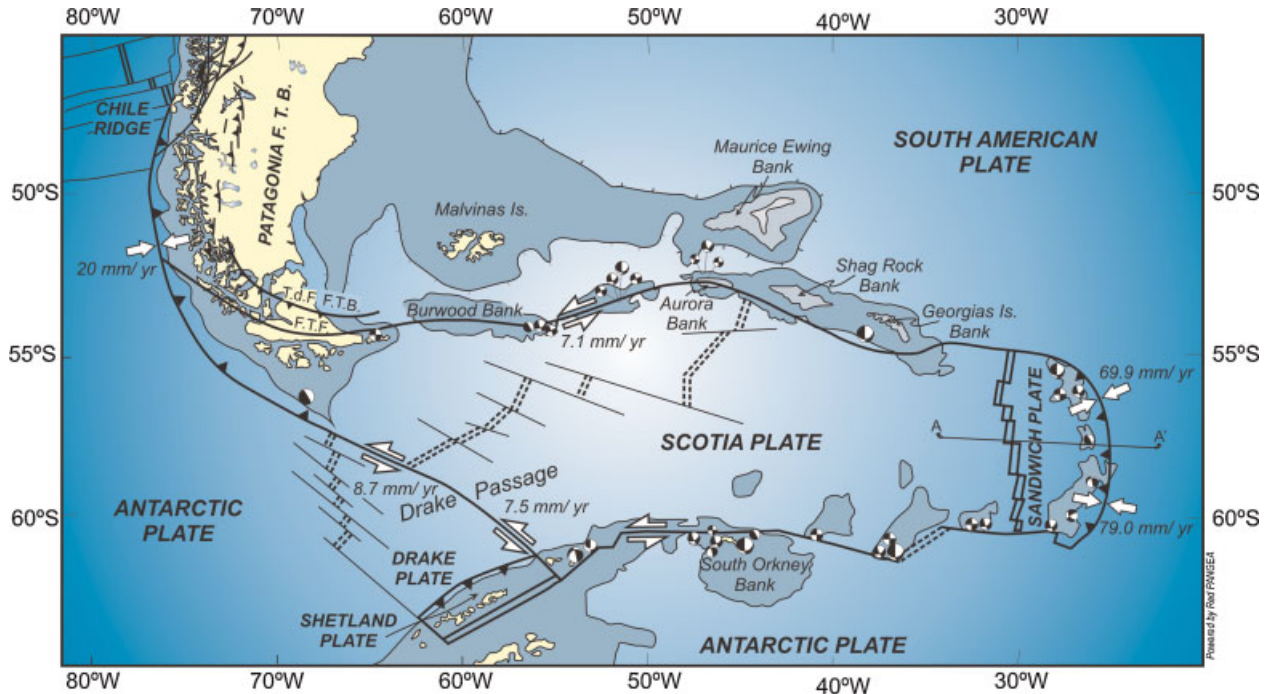 80ºW 70ºW 60ºW 50ºW 40ºW 30ºW
CHILE
RIDGE
PATAGONIA F. T. B.
Maurice Ewing
Bank
SOUTH AMERICAN
PLATE
50ºS
50ºS
Malvinas Is.
20 mm/ yr
T.d.F F.T.B.
F.T.F
Burwood Bank
Aurora
Bank
Shag Rock
Bank
Georgias Is.
Bank
7.1 mm/ yr
55ºS
55ºS
69.9 mm/ yr
SCOTIA PLATE
SANDWICH PLATE
A
A'
ANTARCTIC
PLATE
8.7 mm/ yr
Drake Passage
7.5 mm/ yr
79.0 mm/ yr
60ºS
60ºS
DRAKE
PLATE
SHETLAND
PLATE
South Orkney
Bank
ANTARCTIC PLATE
Powered by Red PANGEA
80ºW 70ºW 60ºW 50ºW 40ºW 30ºW